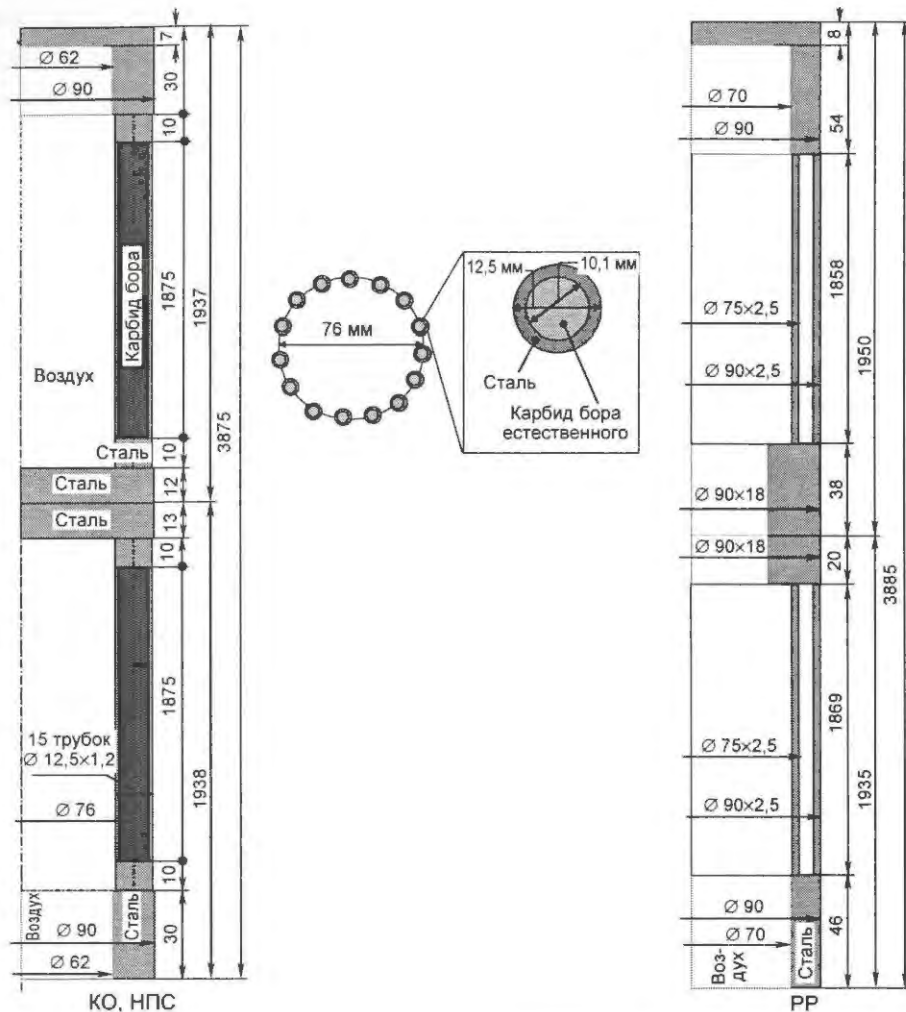 7
Ø 62
30
Ø 90
10
Карбид бора
1875
1937
3875
Воздух
Сталь
10
Сталь
12
Сталь
13
10
1875
1938
15 трубок
Ø 12,5×1,2
Ø 76
10
Воздух
Сталь
Ø 90
30
Ø 62
КО, НПС
76 мм
12,5 мм
10,1 мм
Сталь
Карбид бора
естественного
8
Ø 70
Ø 90
54
1858
1950
Ø 75×2,5
Ø 90×2,5
38
Ø 90×18
Ø 90×18
20
3885
1869
1935
Ø 75×2,5
Ø 90×2,5
Ø 90
46
Ø 70
Воз-
дух
Сталь
РР